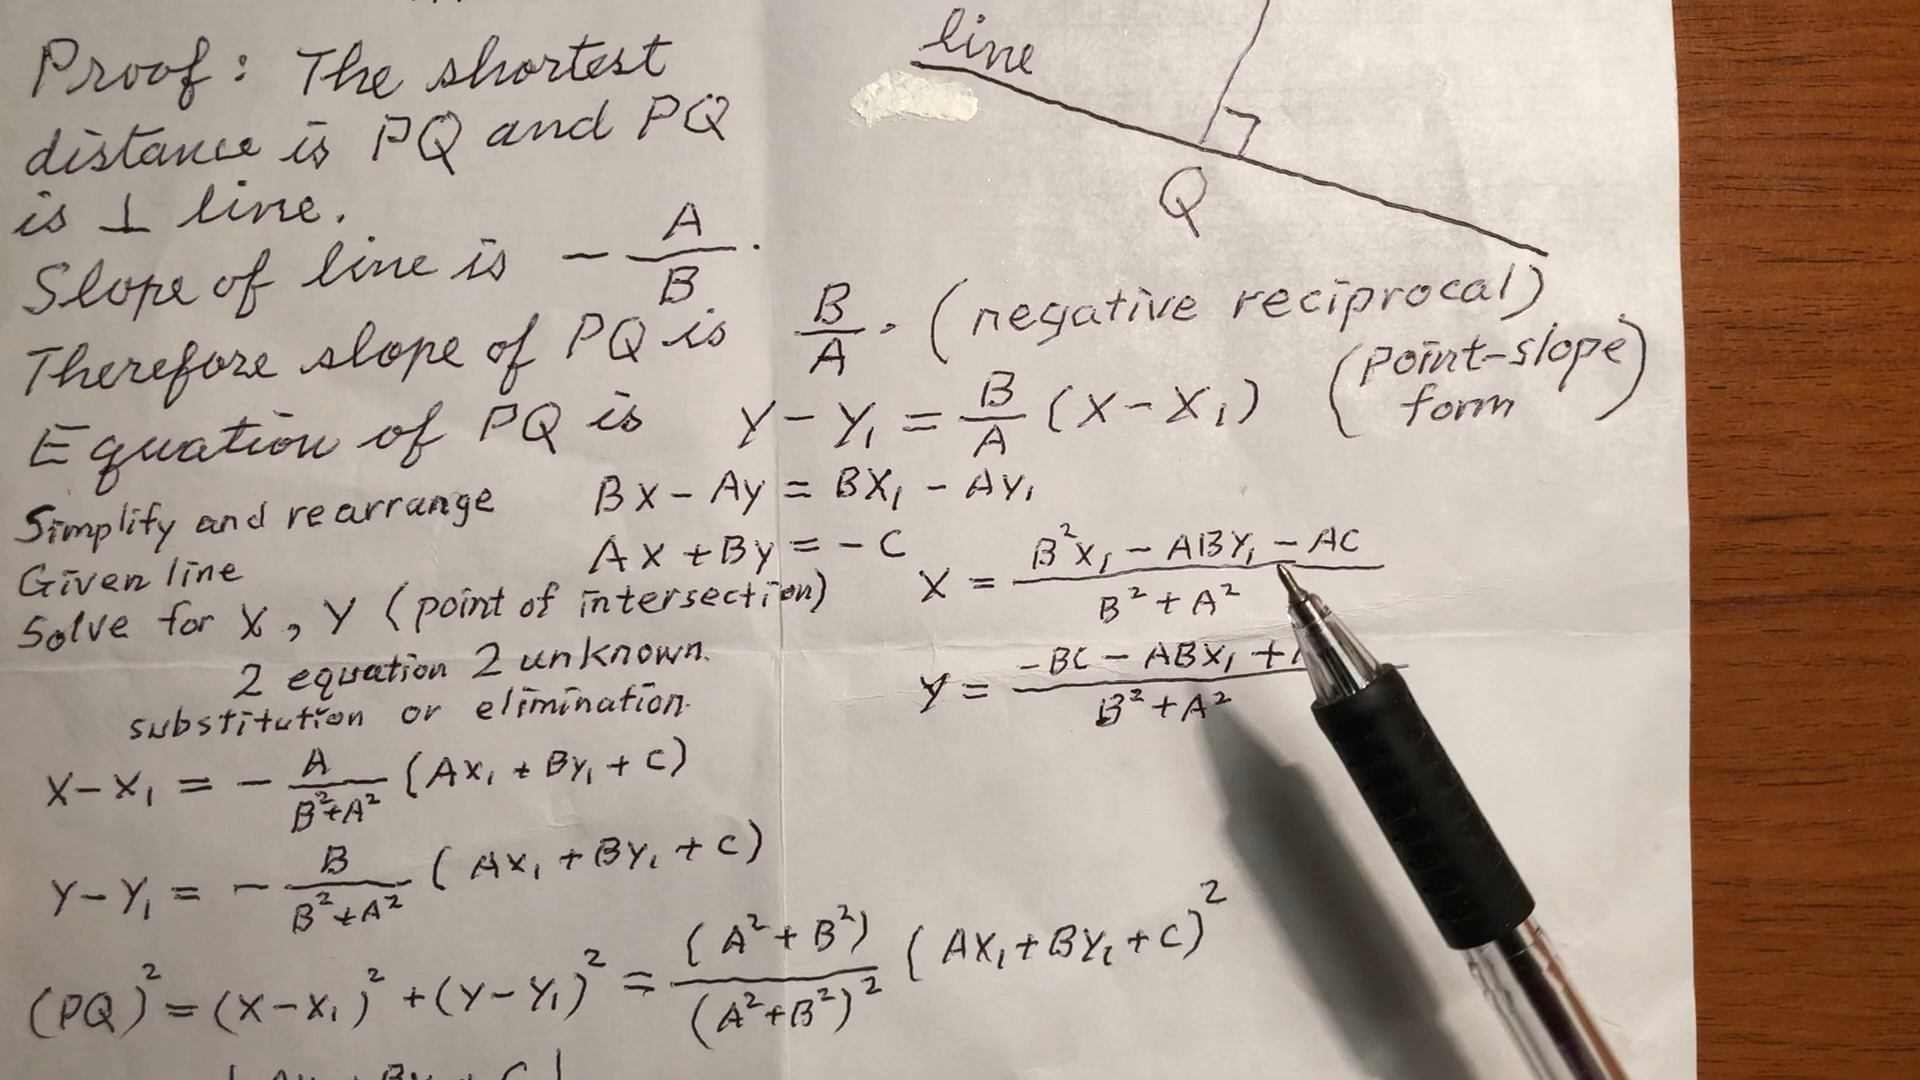 line
Proof: The shortest
distance is PQ and PQ
is ⊥ line.
Q
Slope of line is - A/B.
Therefore slope of PQ is B/A. (negative reciprocal)
Equation of PQ is Y - Y₁ = B/A (X - X₁) (point-slope
form)
Simplify and rearrange BX - Ay = BX₁ - AY₁
Given line AX + By = - C
Solve for X, Y (point of intersection)
2 equation 2 unknown.
substitution or elimination.
X = (B²X₁ - ABY₁ - AC) / (B² + A²)
Y = (-BC - ABX₁ + / (B² + A²)
X - X₁ = - A/(B²+A²) (AX₁ + BY₁ + C)
Y - Y₁ = - B/(B²+A²) (AX₁ + BY₁ + C)
(PQ)² = (X - X₁)² + (Y - Y₁)² = (A² + B²)/(A² + B²)² (AX₁ + BY₁ + C)²